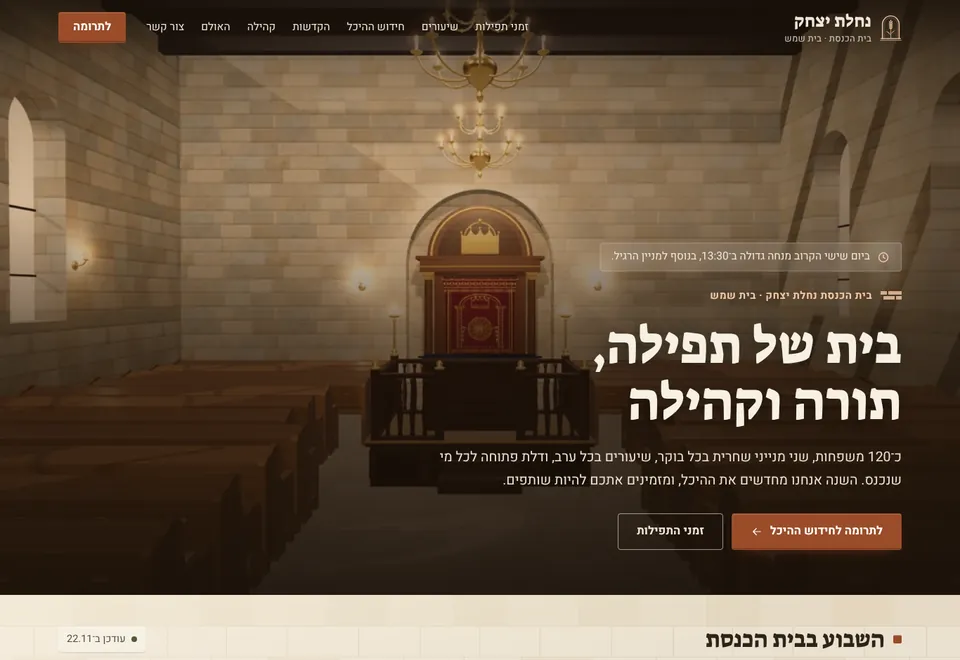 נחלת יצחק
בית הכנסת · בית שמש
זמני תפילות שיעורים חידוש ההיכל הקדשות קהילה האולם צור קשר לתרומה
ביום שישי הקרוב מנחה גדולה ב־13:30, בנוסף למניין הרגיל.
בית הכנסת נחלת יצחק · בית שמש
בית של תפילה,
תורה וקהילה
כ־120 משפחות, שני מנייני שחרית בכל בוקר, שיעורים בכל ערב, ודלת פתוחה לכל מי
שנכנס. השנה אנחנו מחדשים את ההיכל, ומזמינים אתכם להיות שותפים.
לתרומה לחידוש ההיכל ←
זמני התפילות
השבוע בבית הכנסת
עודכן ב־22.11